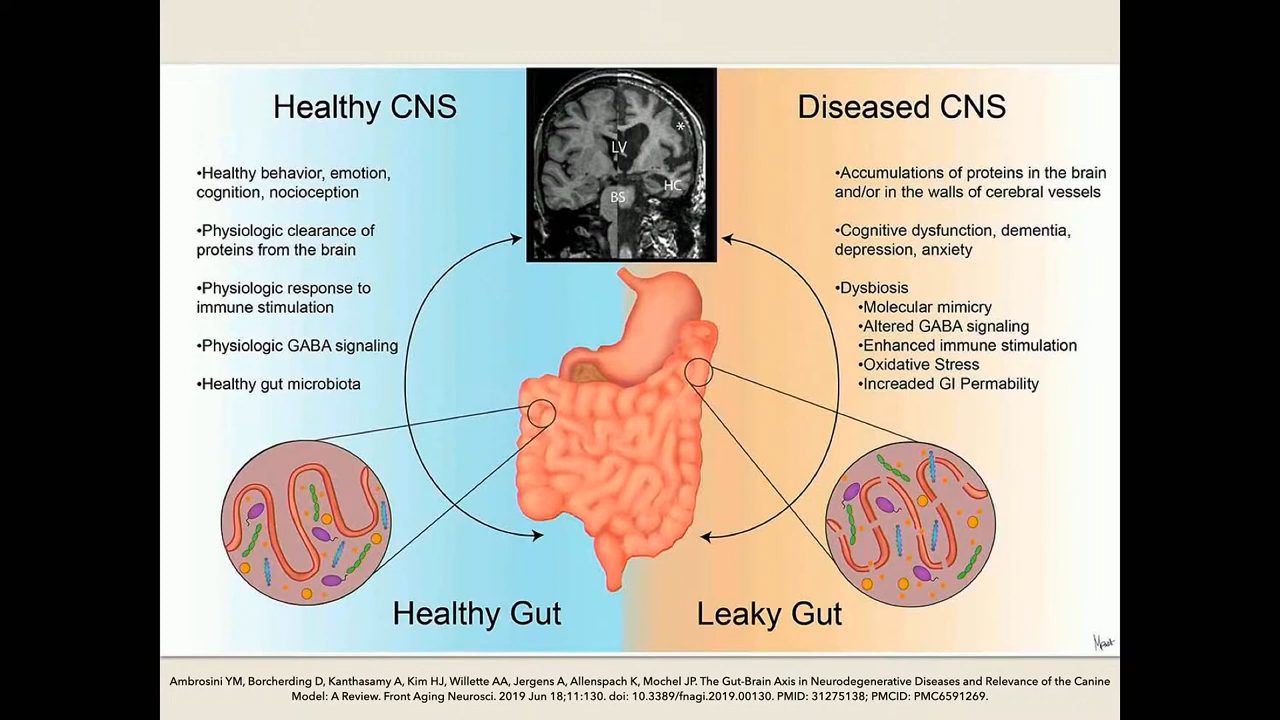 Healthy CNS
•Healthy behavior, emotion,
cognition, nocioception
•Physiologic clearance of
proteins from the brain
•Physiologic response to
immune stimulation
•Physiologic GABA signaling
•Healthy gut microbiota
LV
*
HC
BS
Diseased CNS
•Accumulations of proteins in the brain
and/or in the walls of cerebral vessels
•Cognitive dysfunction, dementia,
depression, anxiety
•Dysbiosis
•Molecular mimicry
•Altered GABA signaling
•Enhanced immune stimulation
•Oxidative Stress
•Increaded GI Permability
Healthy Gut
Leaky Gut
Ambrosini YM, Borcherding D, Kanthasamy A, Kim HJ, Willette AA, Jergens A, Allenspach K, Mochel JP. The Gut-Brain Axis in Neurodegenerative Diseases and Relevance of the Canine
Model: A Review. Front Aging Neurosci. 2019 Jun 18;11:130. doi: 10.3389/fnagi.2019.00130. PMID: 31275138; PMCID: PMC6591269.